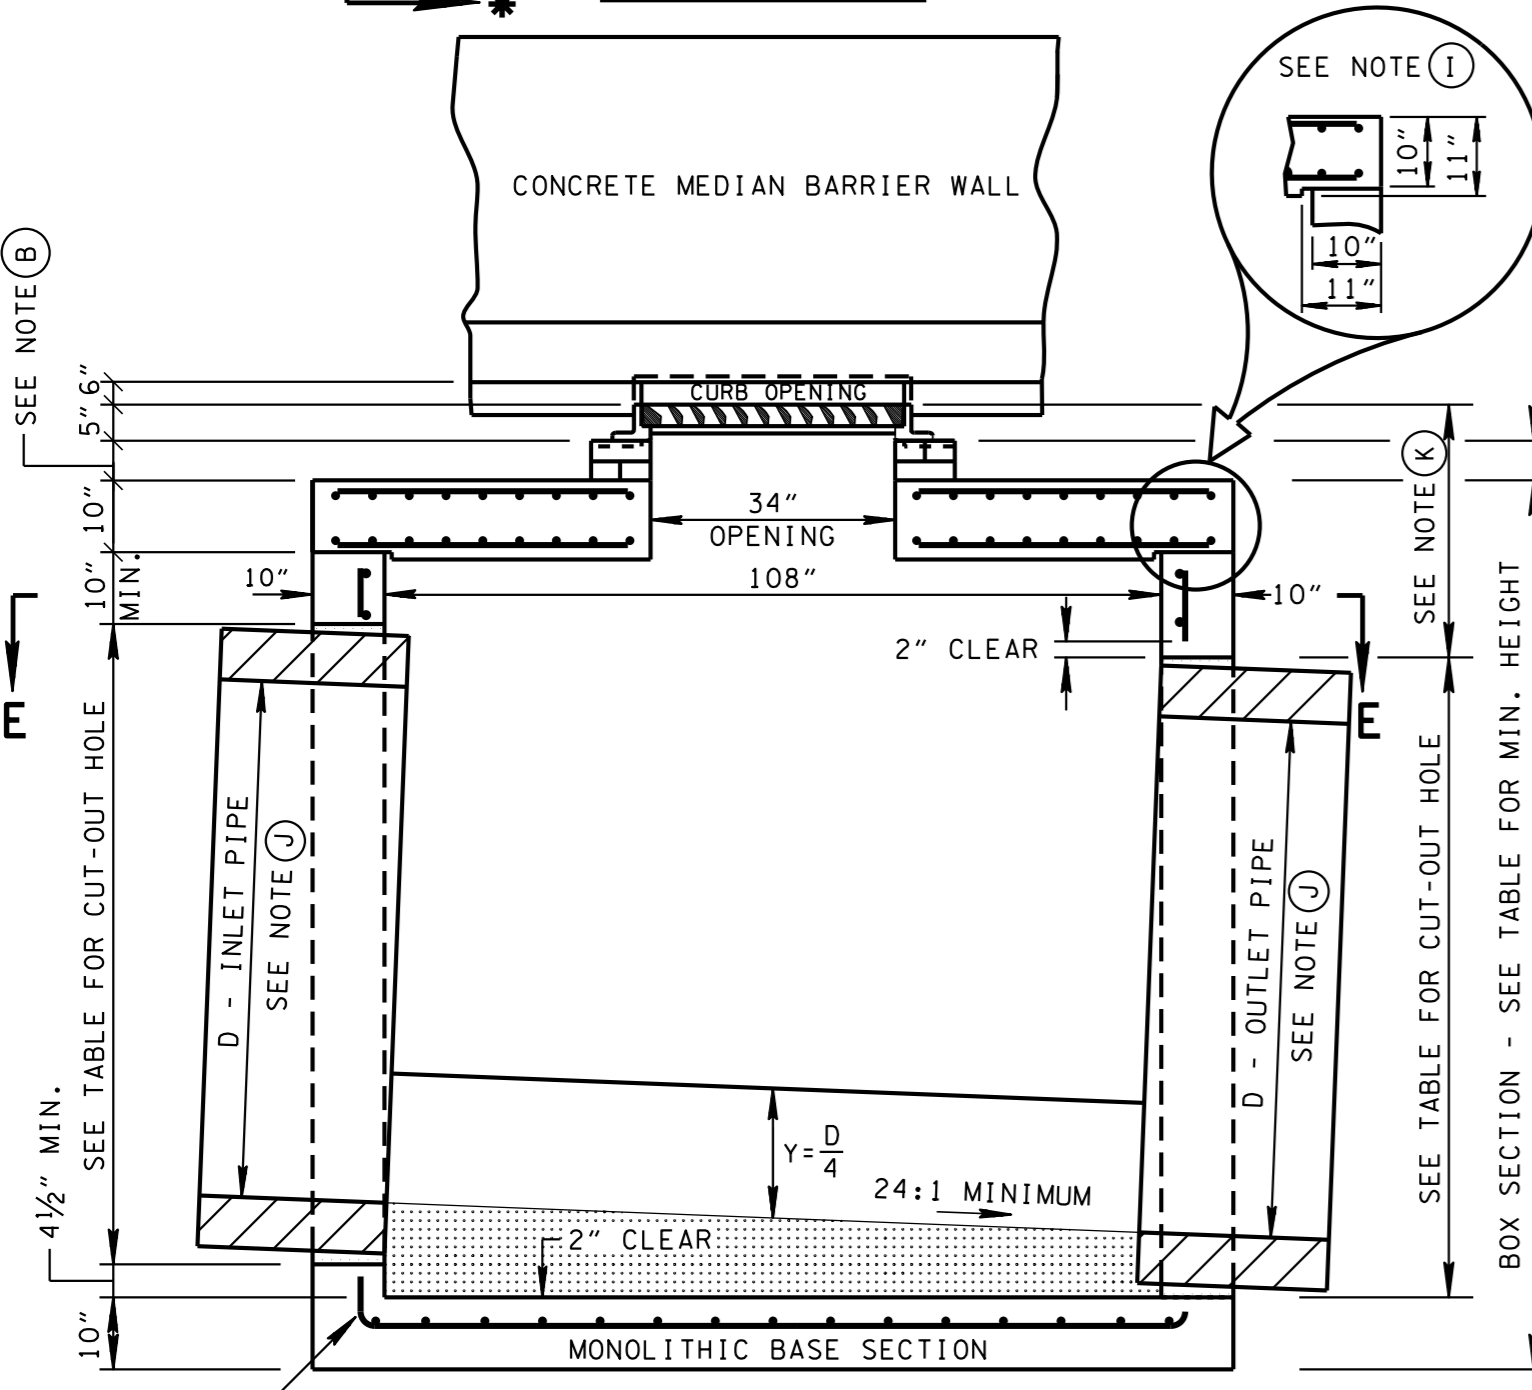 *
SEE NOTE I
10"
11"
10"
11"
CONCRETE MEDIAN BARRIER WALL
SEE NOTE B
6"
5"
CURB OPENING
10"
34"
OPENING
SEE NOTE K
10"
MIN.
10"
108"
10"
2" CLEAR
E
E
SEE TABLE FOR CUT-OUT HOLE
D - INLET PIPE
SEE NOTE J
D - OUTLET PIPE
SEE NOTE J
SEE TABLE FOR CUT-OUT HOLE
BOX SECTION - SEE TABLE FOR MIN. HEIGHT
4½" MIN.
Y=D/4
24:1 MINIMUM
2" CLEAR
10"
MONOLITHIC BASE SECTION